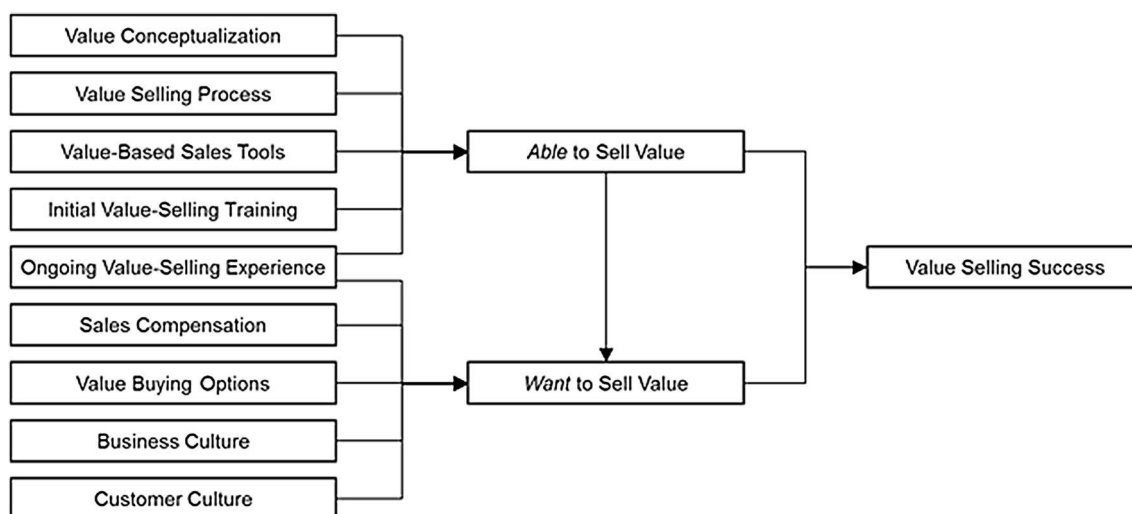 Value Conceptualization
Value Selling Process
Value-Based Sales Tools
Initial Value-Selling Training
Ongoing Value-Selling Experience
Sales Compensation
Value Buying Options
Business Culture
Customer Culture
Able to Sell Value
Want to Sell Value
Value Selling Success